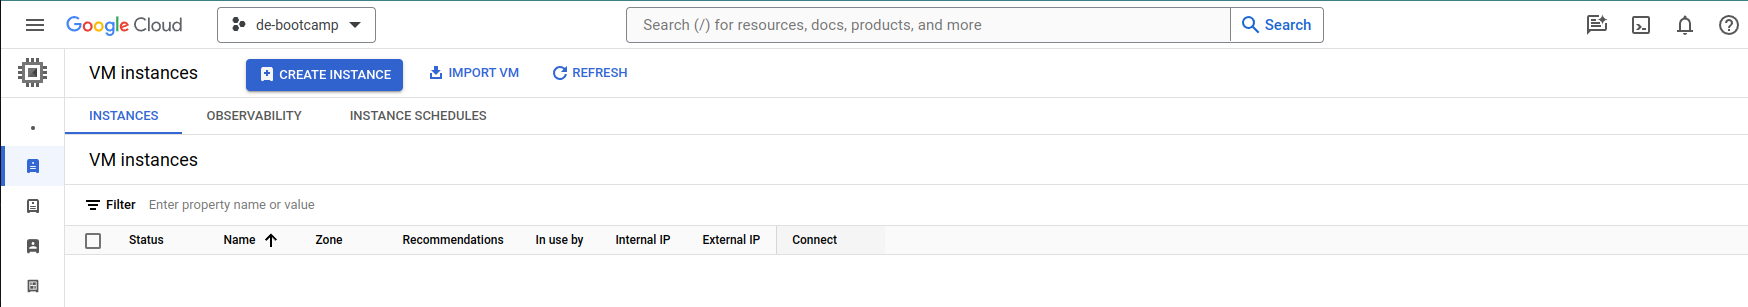 Google Cloud de-bootcamp Search (/) for resources, docs, products, and more Search
VM instances CREATE INSTANCE IMPORT VM REFRESH
INSTANCES OBSERVABILITY INSTANCE SCHEDULES
VM instances
Filter Enter property name or value
Status Name Zone Recommendations In use by Internal IP External IP Connect